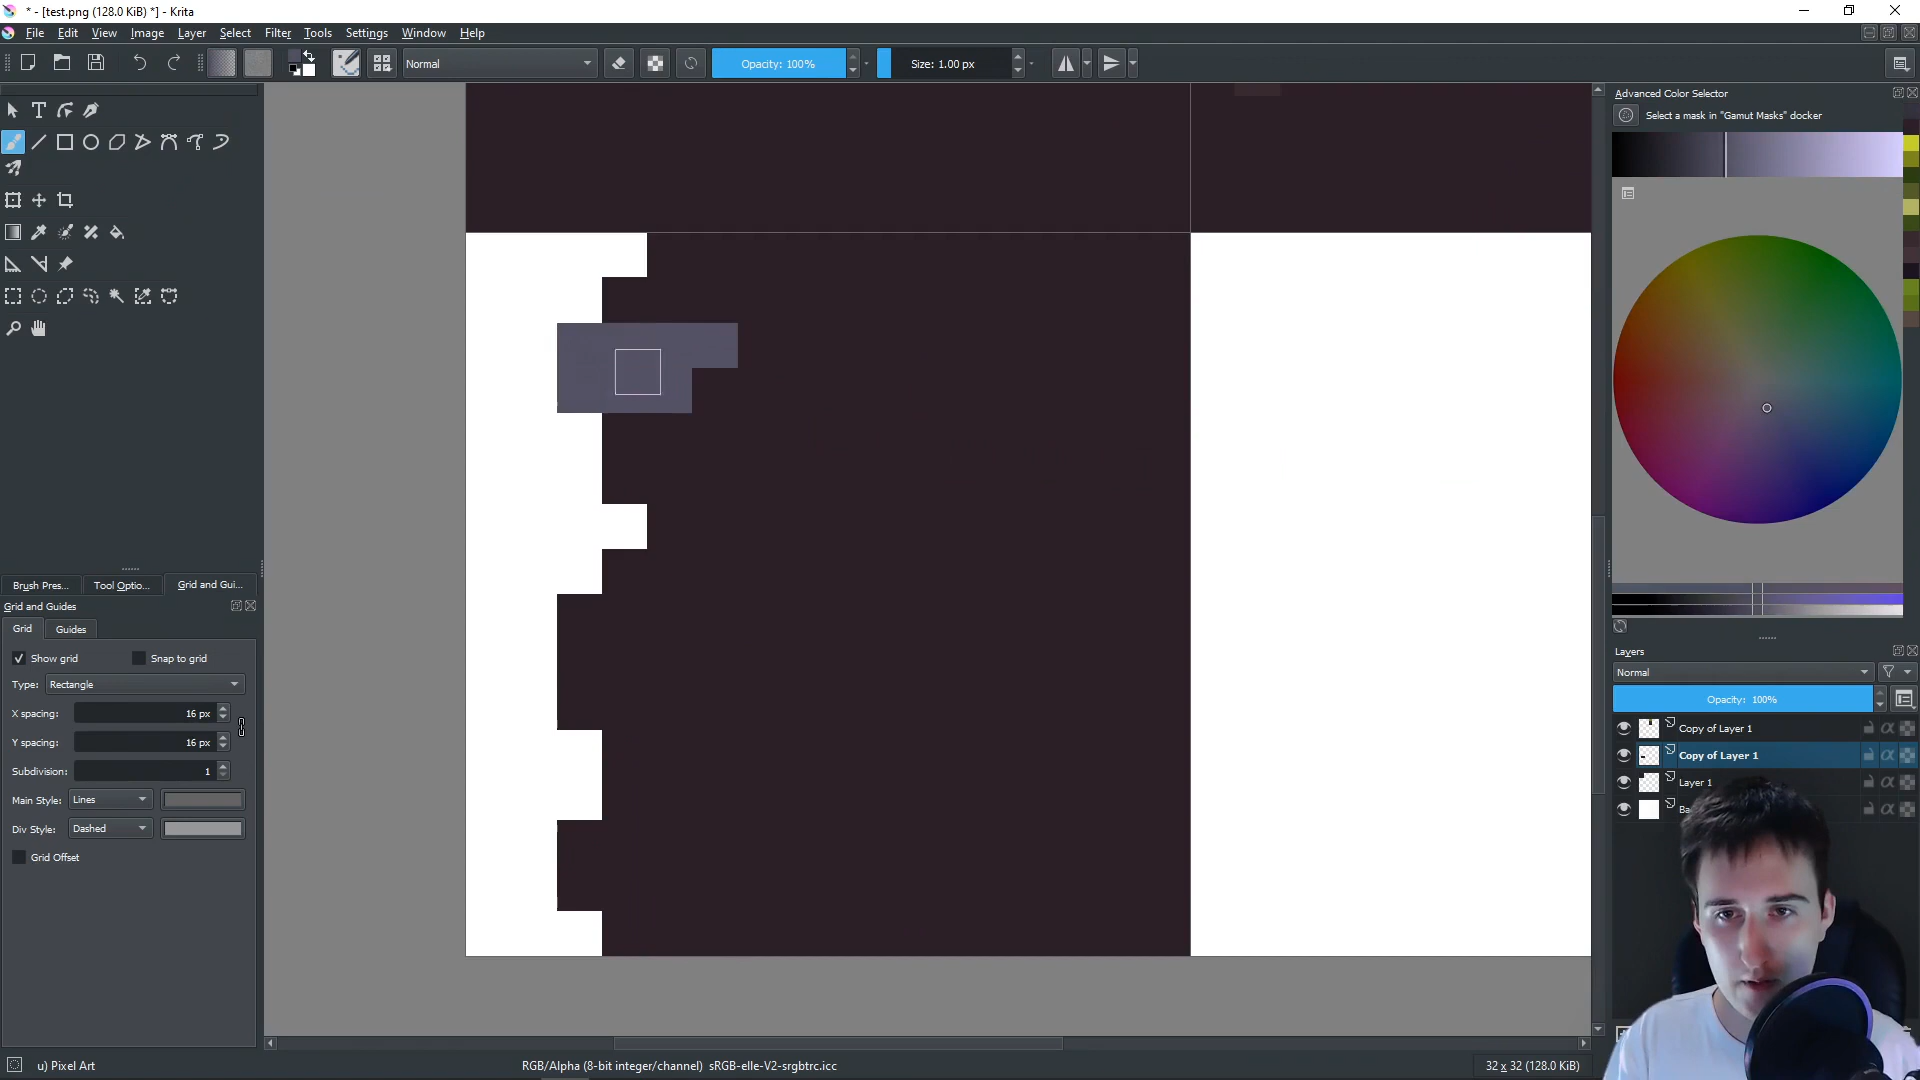 * - [test.png (128.0 KiB) *] - Krita
File Edit View Image Layer Select Filter Tools Settings Window Help
Normal Opacity: 100% Size: 1.00 px
Advanced Color Selector
Select a mask in "Gamut Masks" docker
Brush Pres... Tool Optio... Grid and Gui...
Grid and Guides
Grid Guides
Show grid Snap to grid
Type: Rectangle
X spacing: 16 px
Y spacing: 16 px
Subdivision: 1
Main Style: Lines
Div Style: Dashed
Grid Offset
Layers
Normal
Opacity: 100%
Copy of Layer 1
Copy of Layer 1
Layer 1
u) Pixel Art
RGB/Alpha (8-bit integer/channel) sRGB-elle-V2-srgbtrc.icc
32 x 32 (128.0 KiB)